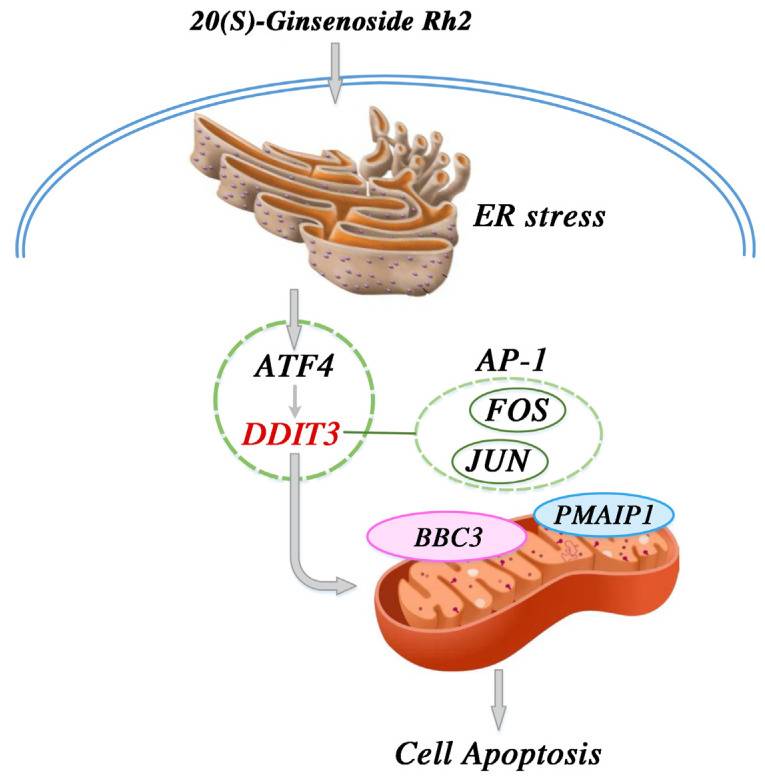 20(S)-Ginsenoside Rh2
ER stress
ATF4
DDIT3
AP-1
FOS
JUN
BBC3
PMAIP1
Cell Apoptosis